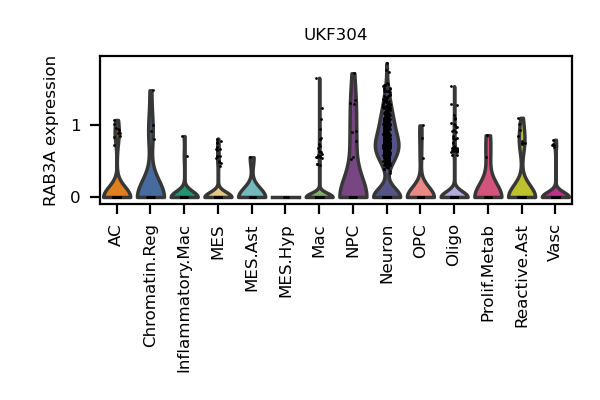 UKF304
RAB3A expression
1
0
AC
Chromatin.Reg
Inflammatory.Mac
MES
MES.Ast
MES.Hyp
Mac
NPC
Neuron
OPC
Oligo
Prolif.Metab
Reactive.Ast
Vasc